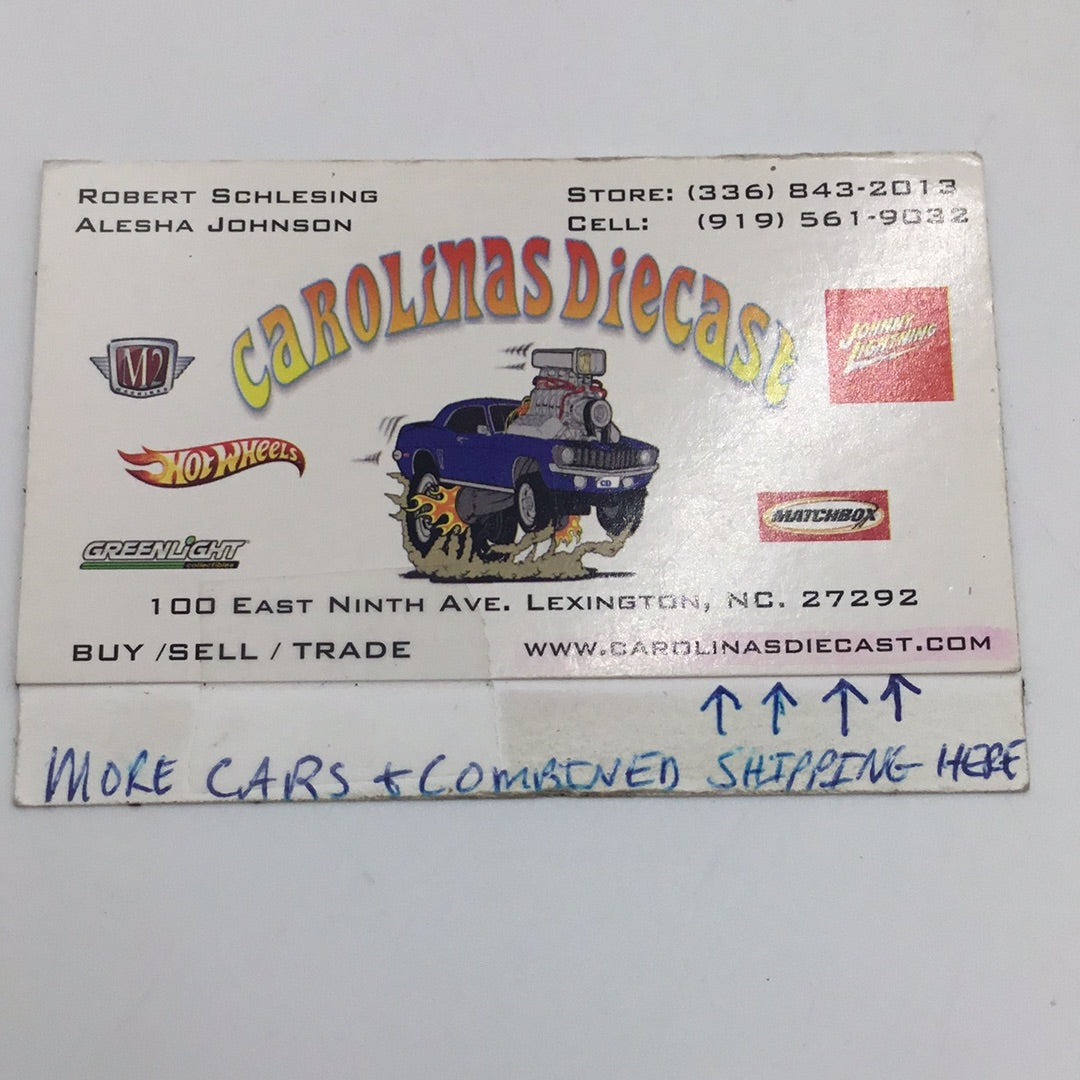 ROBERT SCHLESING
ALESHA JOHNSON
STORE: (336) 843-2013
CELL: (919) 561-9032
CAROLINAS DIECAST
M2
JOHNNY
LIGHTNING
HOT WHEELS
MATCHBOX
GREENLIGHT
collectibles
CD
100 EAST NINTH AVE. LEXINGTON, NC. 27292
BUY /SELL / TRADE
WWW.CAROLINASDIECAST.COM
↑ ↑ ↑ ↑
MORE CARS + COMBINED SHIPPING HERE